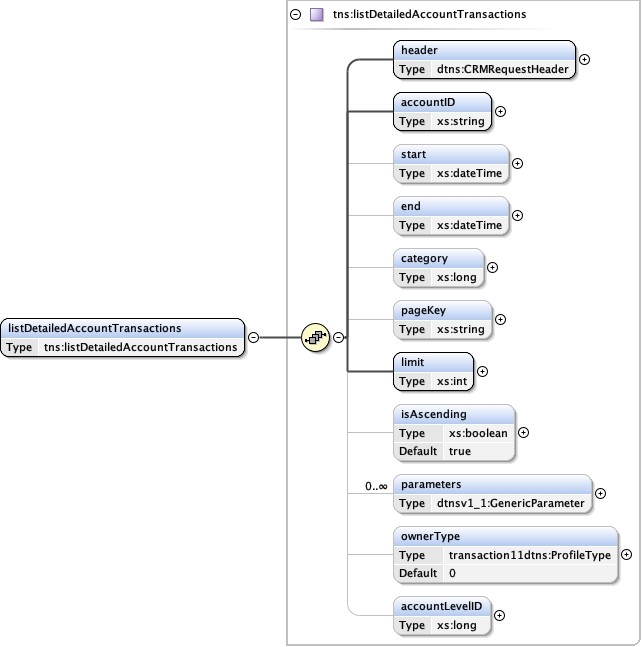 tns:listDetailedAccountTransactions
header
Type dtns:CRMRequestHeader
accountID
Type xs:string
start
Type xs:dateTime
end
Type xs:dateTime
category
Type xs:long
pageKey
Type xs:string
listDetailedAccountTransactions
Type tns:listDetailedAccountTransactions
limit
Type xs:int
isAscending
Type xs:boolean
Default true
0..∞
parameters
Type dtnsv1_1:GenericParameter
ownerType
Type transaction11dtns:ProfileType
Default 0
accountLevelID
Type xs:long